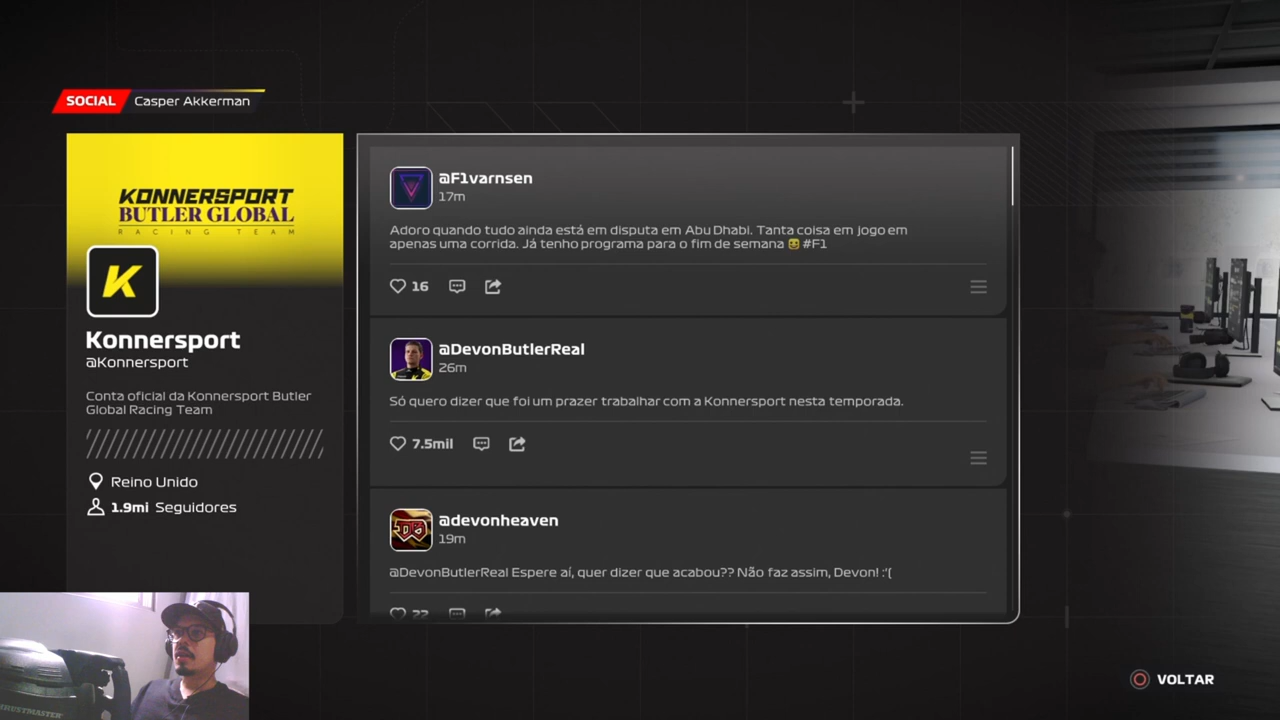 SOCIAL Casper Akkerman
KONNERSPORT
BUTLER GLOBAL
RACING TEAM
K
Konnersport
@Konnersport
Conta oficial da Konnersport Butler
Global Racing Team
Reino Unido
1.9mi Seguidores
@F1varnsen
17m
Adoro quando tudo ainda está em disputa em Abu Dhabi. Tanta coisa em jogo em
apenas uma corrida. Já tenho programa para o fim de semana 😆 #F1
16
@DevonButlerReal
26m
Só quero dizer que foi um prazer trabalhar com a Konnersport nesta temporada.
7.5mil
@devonheaven
19m
@DevonButlerReal Espere aí, quer dizer que acabou?? Não faz assim, Devon! :'(
22
THRUSTMASTER
VOLTAR